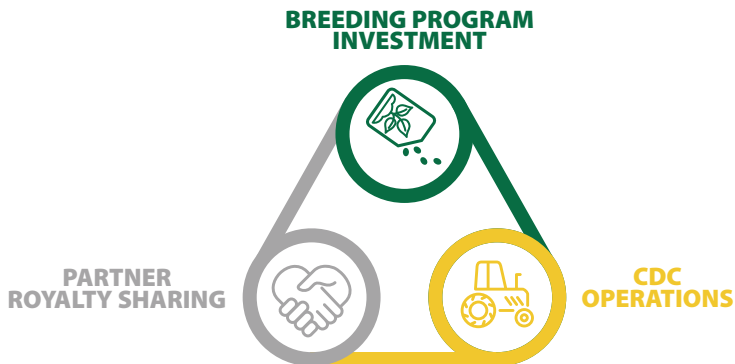 BREEDING PROGRAM
INVESTMENT
PARTNER
ROYALTY SHARING
CDC
OPERATIONS